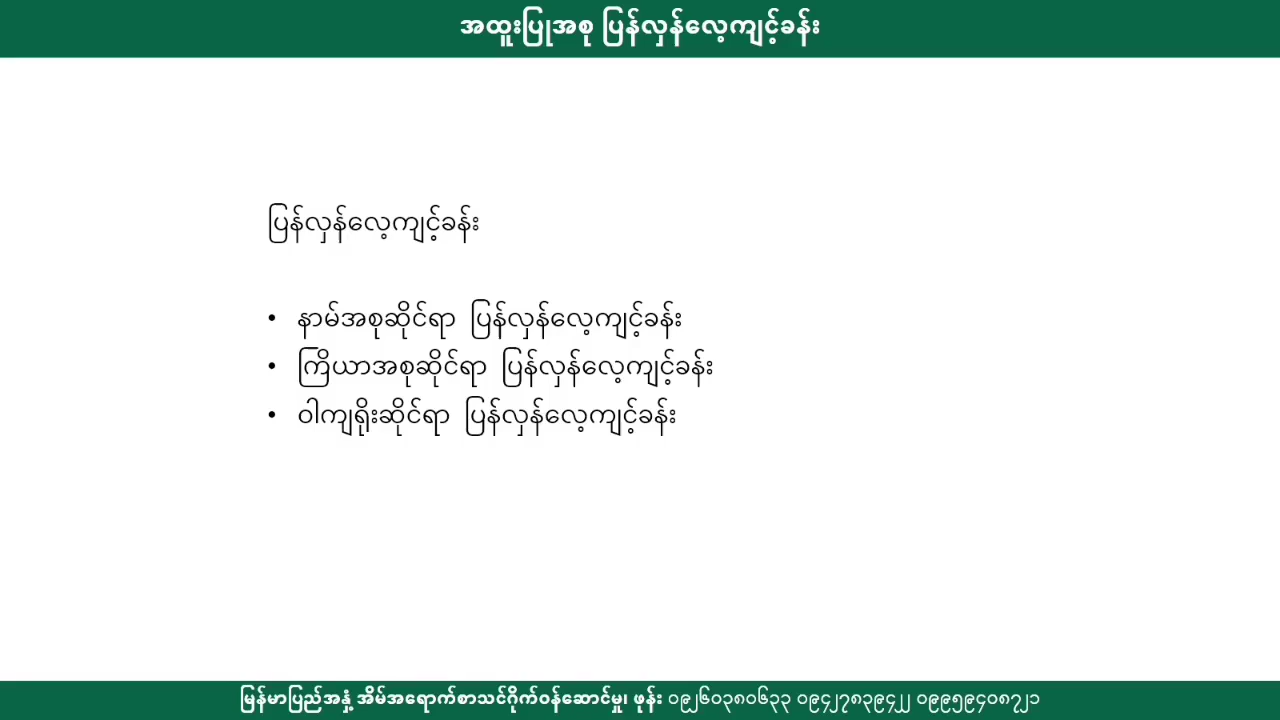 အထူးပြုအစု ပြန်လှန်လေ့ကျင့်ခန်း
ပြန်လှန်လေ့ကျင့်ခန်း
• နာမ်အစုဆိုင်ရာ ပြန်လှန်လေ့ကျင့်ခန်း
• ကြိယာအစုဆိုင်ရာ ပြန်လှန်လေ့ကျင့်ခန်း
• ဝါကျရိုးဆိုင်ရာ ပြန်လှန်လေ့ကျင့်ခန်း
မြန်မာပြည်အနှံ့ အိမ်အရောက်စာသင်ဂိုက်ဝန်ဆောင်မှု၊ ဖုန်း ၀၉၂၆၀၃၈၀၆၃၃ ၀၉၄၂၇၈၃၉၄၂၂ ၀၉၉၅၉၄၀၈၇၂၁